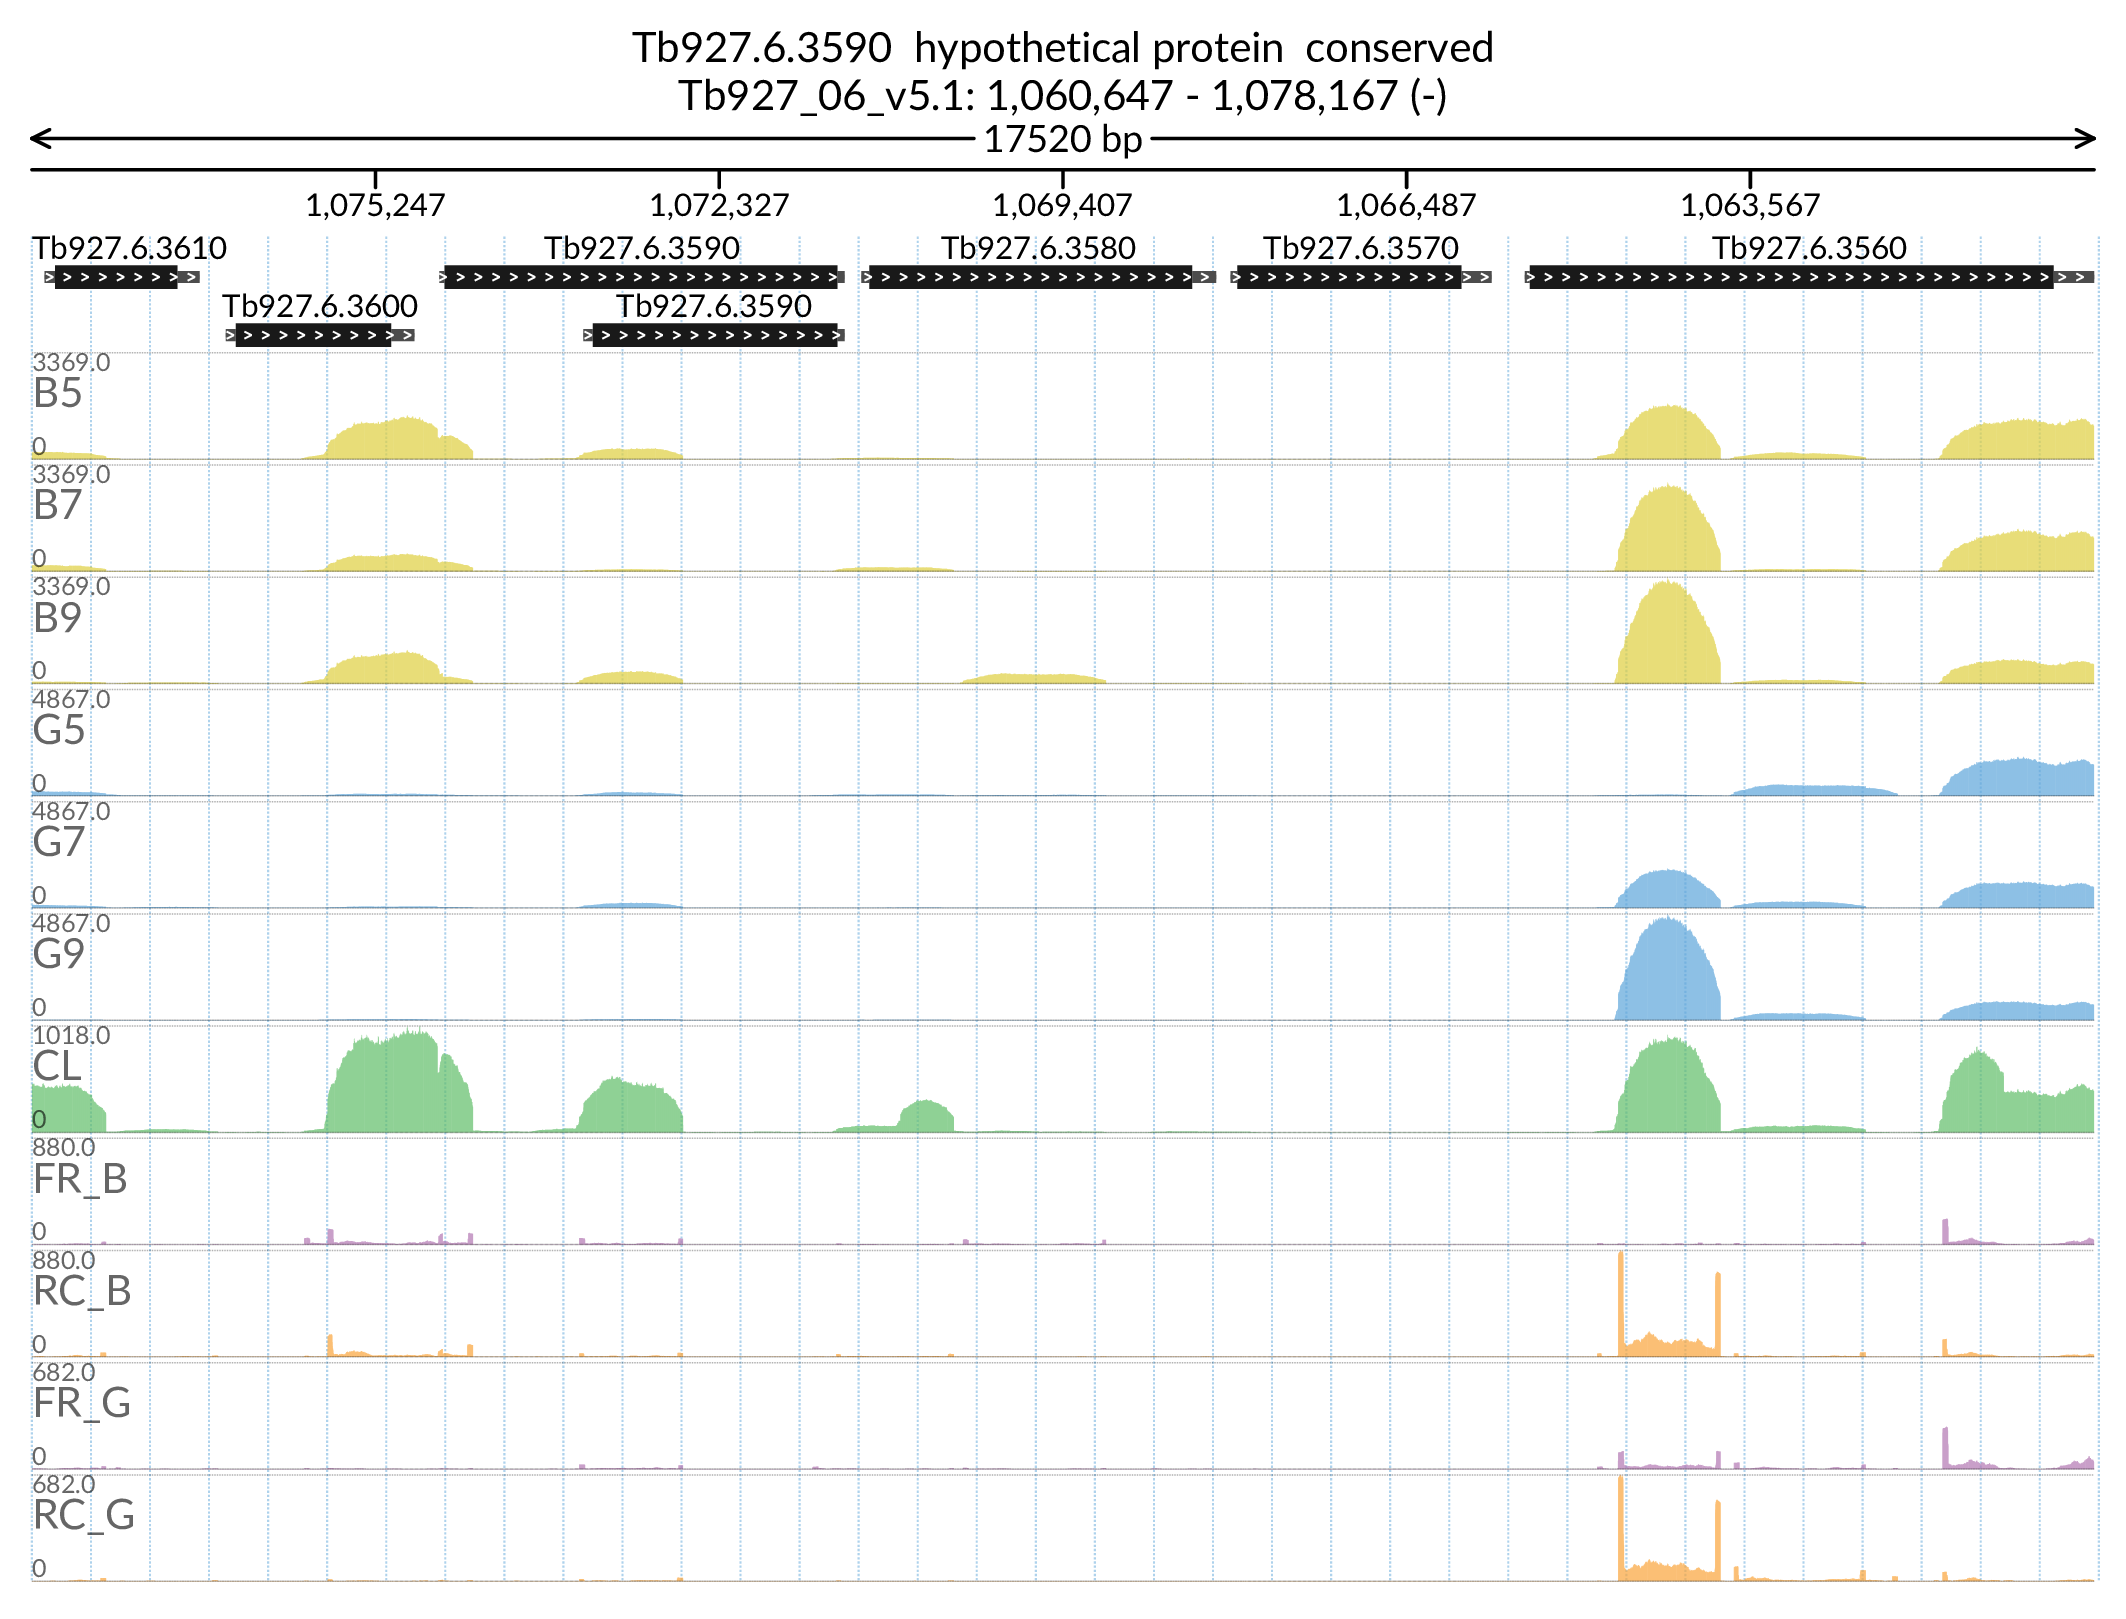 Tb927.6.3590  hypothetical protein  conserved
Tb927_06_v5.1: 1,060,647 - 1,078,167 (-)
17520 bp
1,075,247 1,072,327 1,069,407 1,066,487 1,063,567
Tb927.6.3610 Tb927.6.3590 Tb927.6.3580 Tb927.6.3570 Tb927.6.3560
Tb927.6.3600 Tb927.6.3590
3369.0
B5
0
3369.0
B7
0
3369.0
B9
0
4867.0
G5
0
4867.0
G7
0
4867.0
G9
0
1018.0
CL
0
880.0
FR_B
0
880.0
RC_B
0
682.0
FR_G
0
682.0
RC_G
0